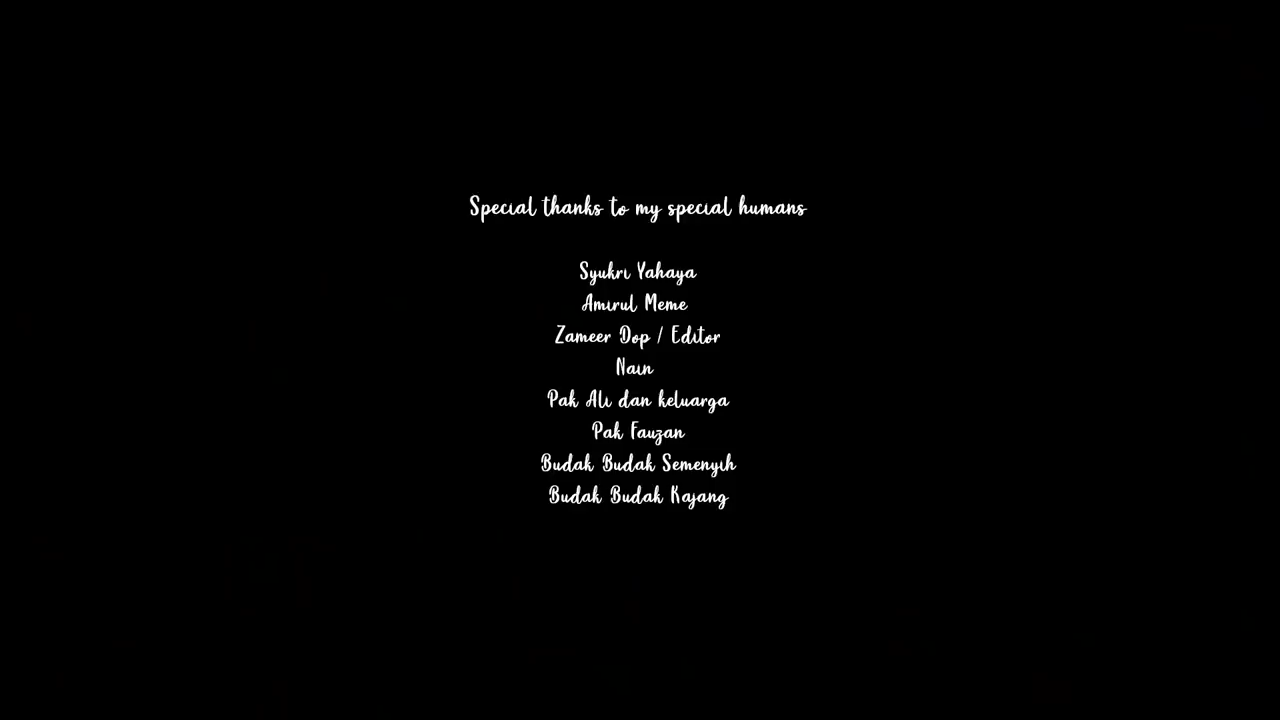 Special thanks to my special humans
Syukri Yahaya
Amirul Meme
Zameer Dop / Editor
Nain
Pak Ali dan keluarga
Pak Fauzan
Budak Budak Semenyih
Budak Budak Kajang